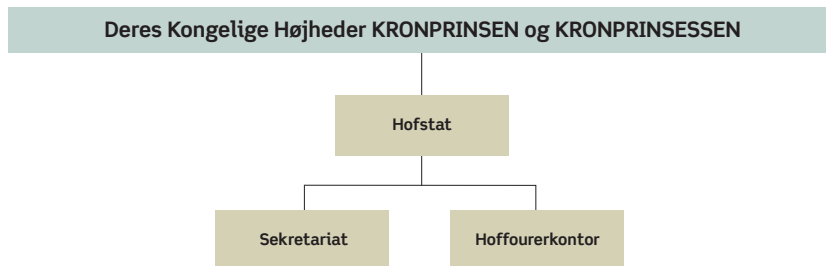 Deres Kongelige Højheder KRONPRINSEN og KRONPRINSESSEN
Hofstat
Sekretariat
Hoffourerkontor